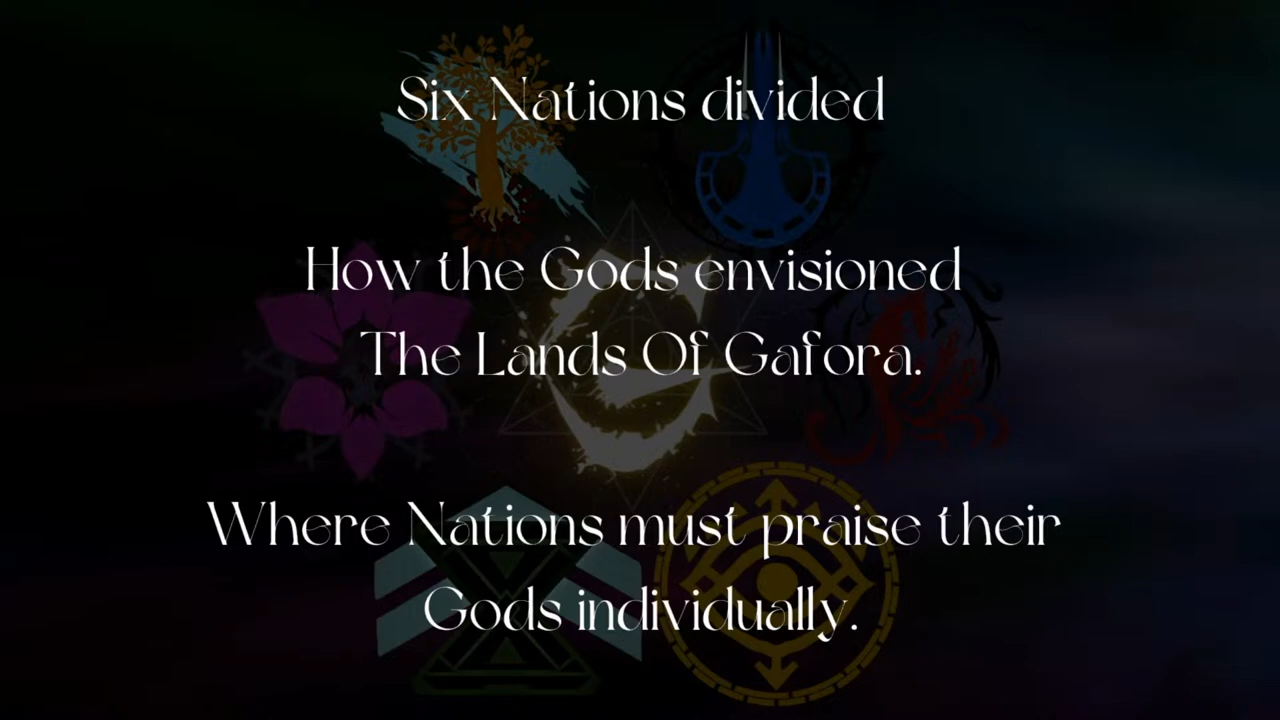 Six Nations divided
How the Gods envisioned
The Lands Of Gafora.
Where Nations must praise their
Gods individually.